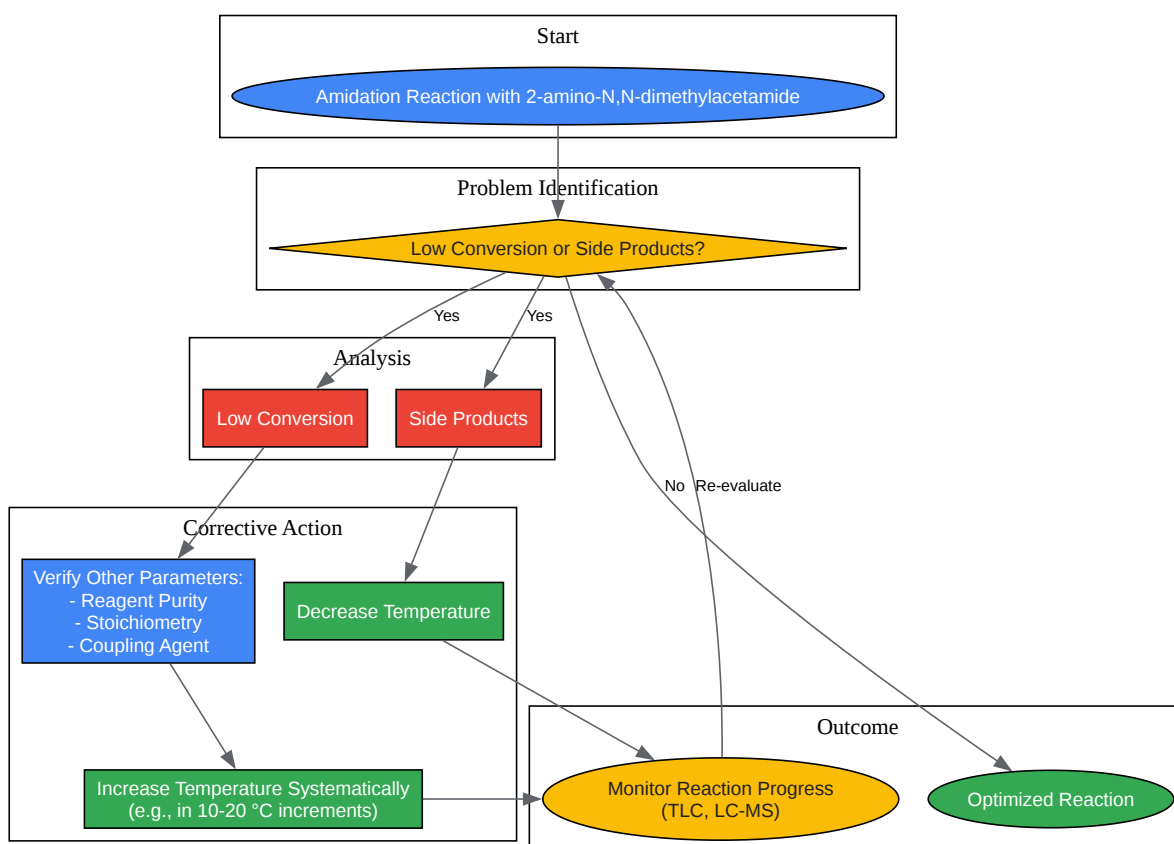 Start
Amidation Reaction with 2-amino-N,N-dimethylacetamide
Problem Identification
Low Conversion or Side Products?
Yes
Yes
Analysis
Low Conversion
Side Products
No
Re-evaluate
Corrective Action
Verify Other Parameters:
- Reagent Purity
- Stoichiometry
- Coupling Agent
Decrease Temperature
Increase Temperature Systematically
(e.g., in 10-20 °C increments)
Outcome
Monitor Reaction Progress
(TLC, LC-MS)
Optimized Reaction